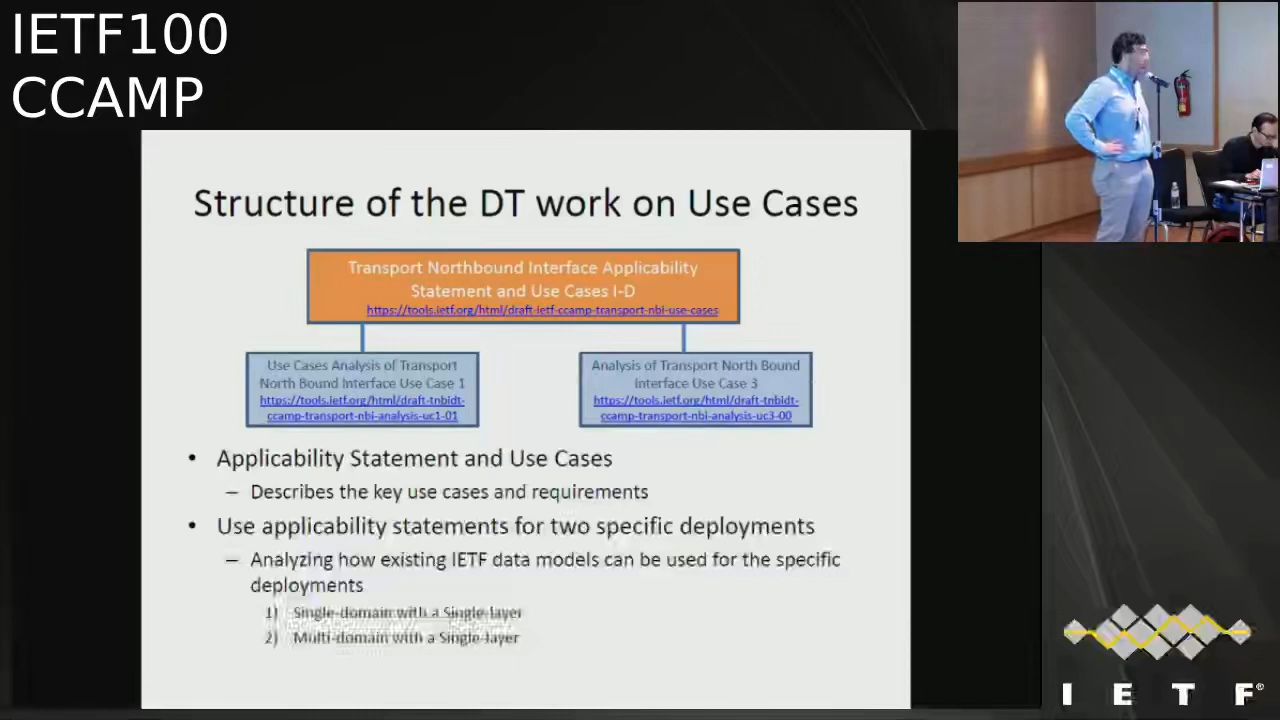 IETF100
CCAMP
Structure of the DT work on Use Cases
Transport Northbound Interface Applicability
Statement and Use Cases I-D
https://tools.ietf.org/html/draft-ietf-ccamp-transport-nbi-use-cases
Use Cases Analysis of Transport
North Bound Interface Use Case 1
https://tools.ietf.org/html/draft-tnbidt-
ccamp-transport-nbi-analysis-uc1-01
Analysis of Transport North Bound
Interface Use Case 3
https://tools.ietf.org/html/draft-tnbidt-
ccamp-transport-nbi-analysis-uc3-00
• Applicability Statement and Use Cases
– Describes the key use cases and requirements
• Use applicability statements for two specific deployments
– Analyzing how existing IETF data models can be used for the specific
deployments
1) Single-domain with a Single-layer
2) Multi-domain with a Single-layer
I E T F®